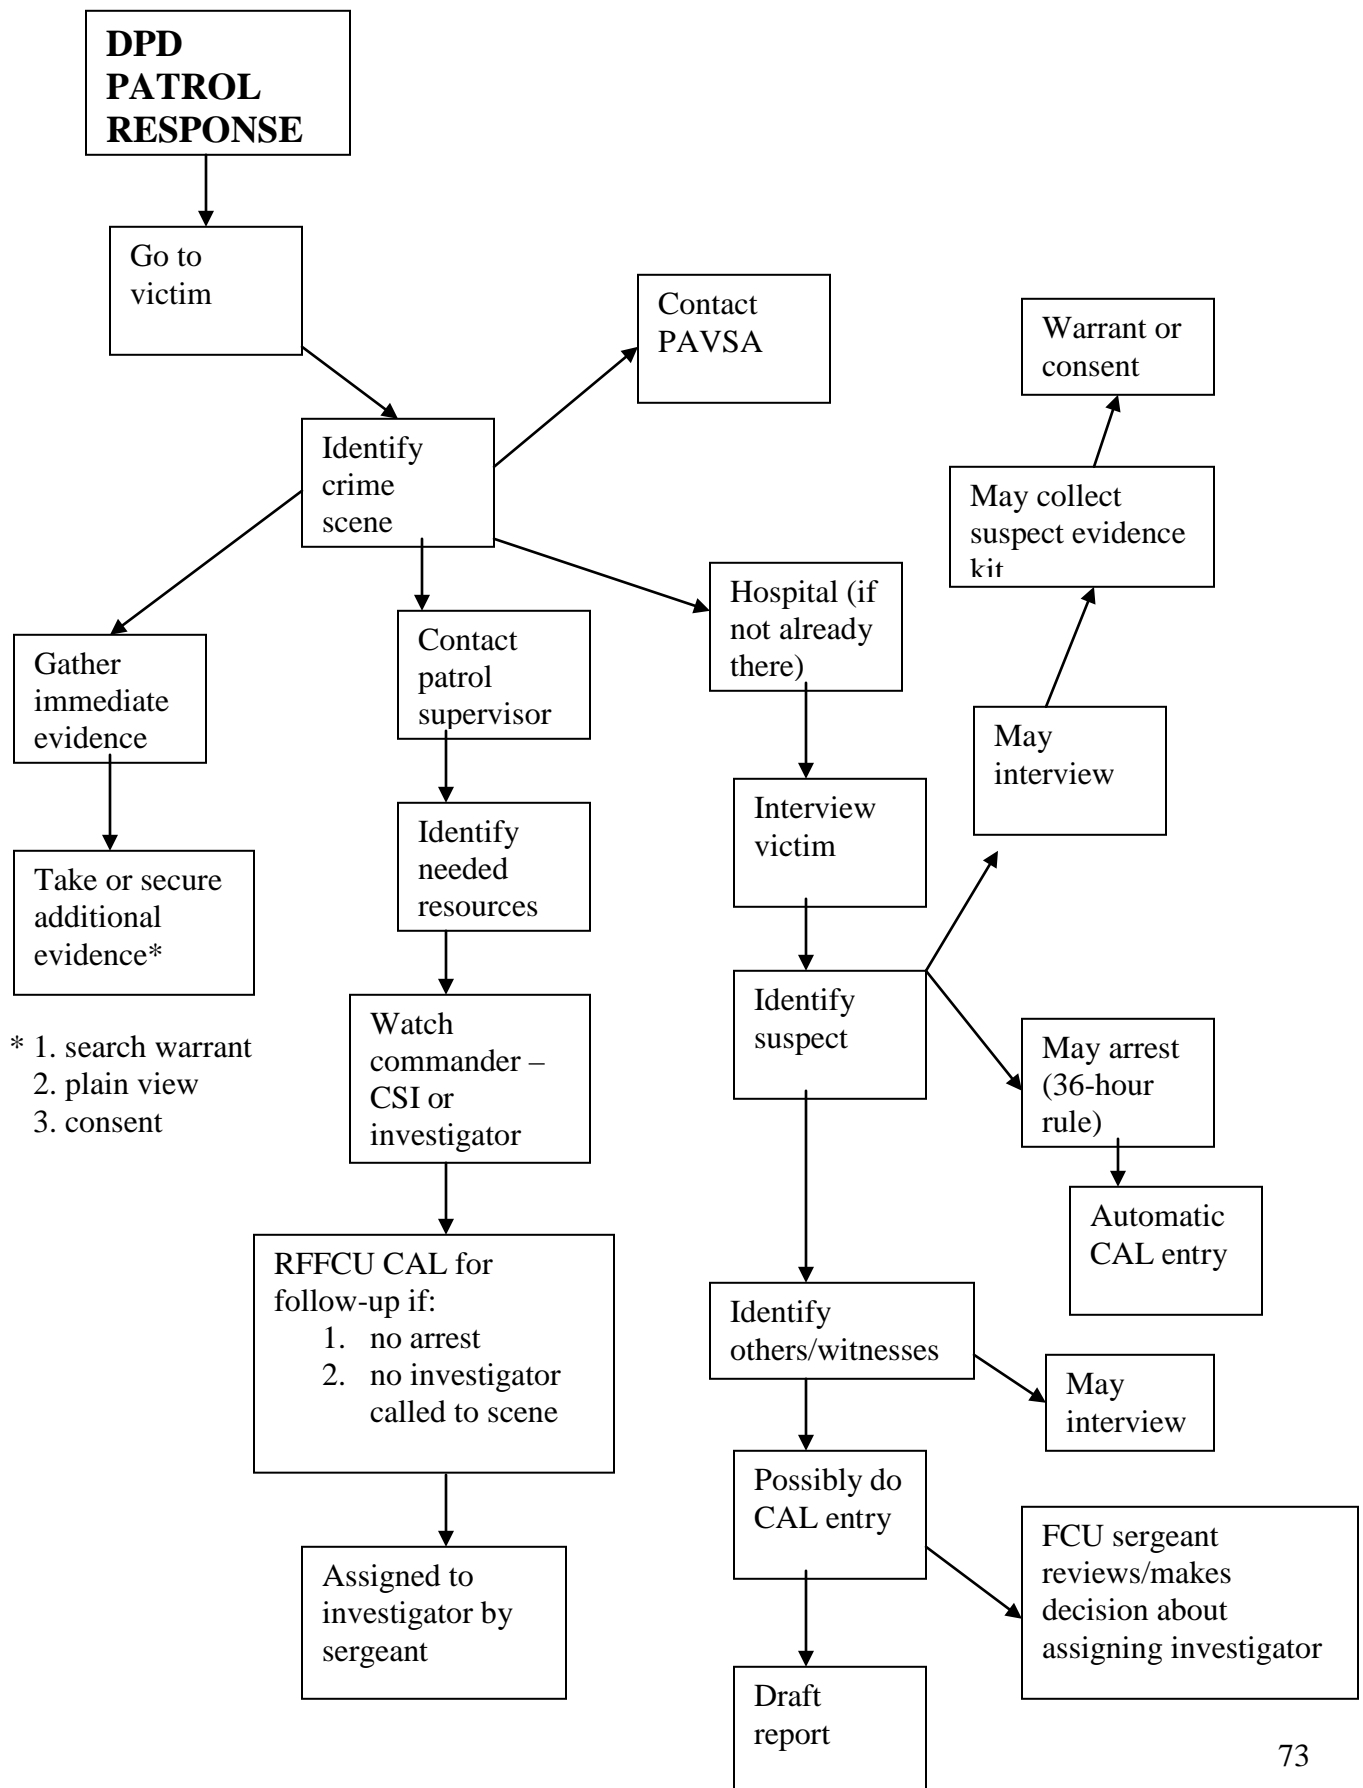 DPD
PATROL
RESPONSE
Go to
victim
Contact
PAVSA
Warrant or
consent
Identify
crime
scene
May collect
suspect evidence
kit
Hospital (if
not already
there)
Gather
immediate
evidence
Contact
patrol
supervisor
May
interview
Interview
victim
Identify
needed
resources
Take or secure
additional
evidence*
Identify
suspect
Watch
commander –
CSI or
investigator
* 1. search warrant
2. plain view
3. consent
May arrest
(36-hour
rule)
Automatic
CAL entry
RFFCU CAL for
follow-up if:
1. no arrest
2. no investigator
called to scene
Identify
others/witnesses
May
interview
Possibly do
CAL entry
FCU sergeant
reviews/makes
decision about
assigning investigator
Assigned to
investigator by
sergeant
Draft
report
73